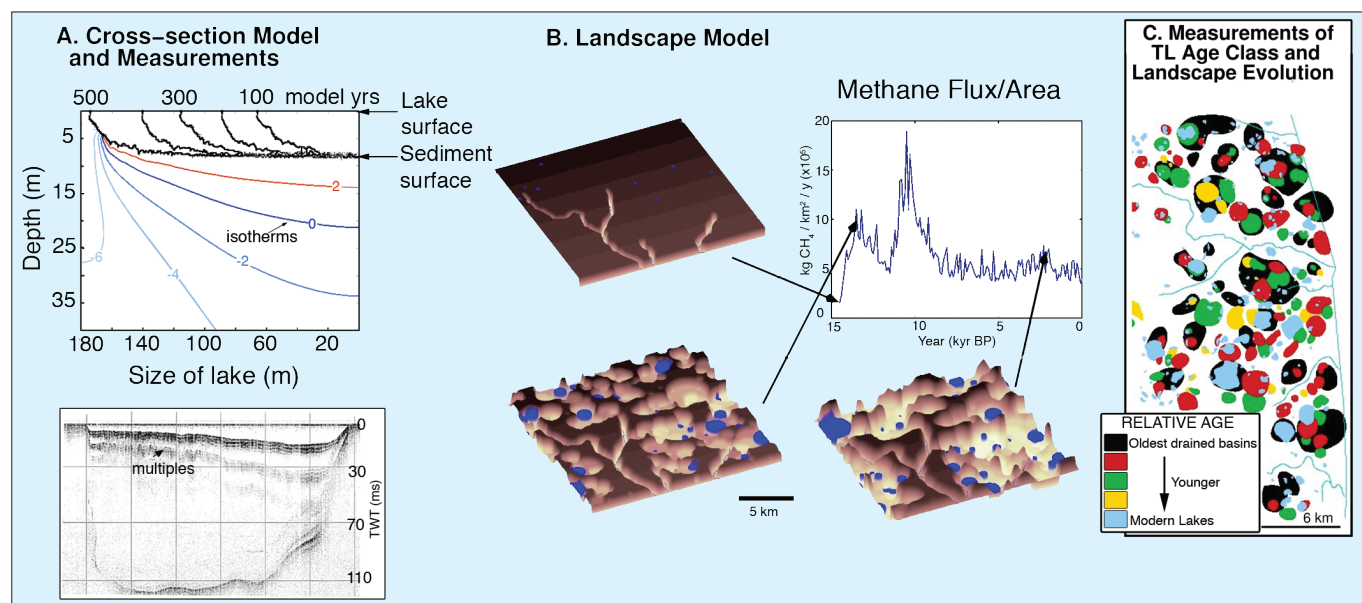 A. Cross–section Model
and Measurements
500 300 100 model yrs
Lake
surface
Sediment
surface
5
15
25
35
Depth (m)
2
0
isotherms
-2
-4
-6
180 140 100 60 20
Size of lake (m)
0
multiples
30
70
110
TWT (ms)
B. Landscape Model
Methane Flux/Area
20
15
10
5
0
kg CH₄ / km² / y (x10⁶)
15 10 5 0
Year (kyr BP)
5 km
C. Measurements of
TL Age Class and
Landscape Evolution
RELATIVE AGE
Oldest drained basins
Younger
Modern Lakes
6 km